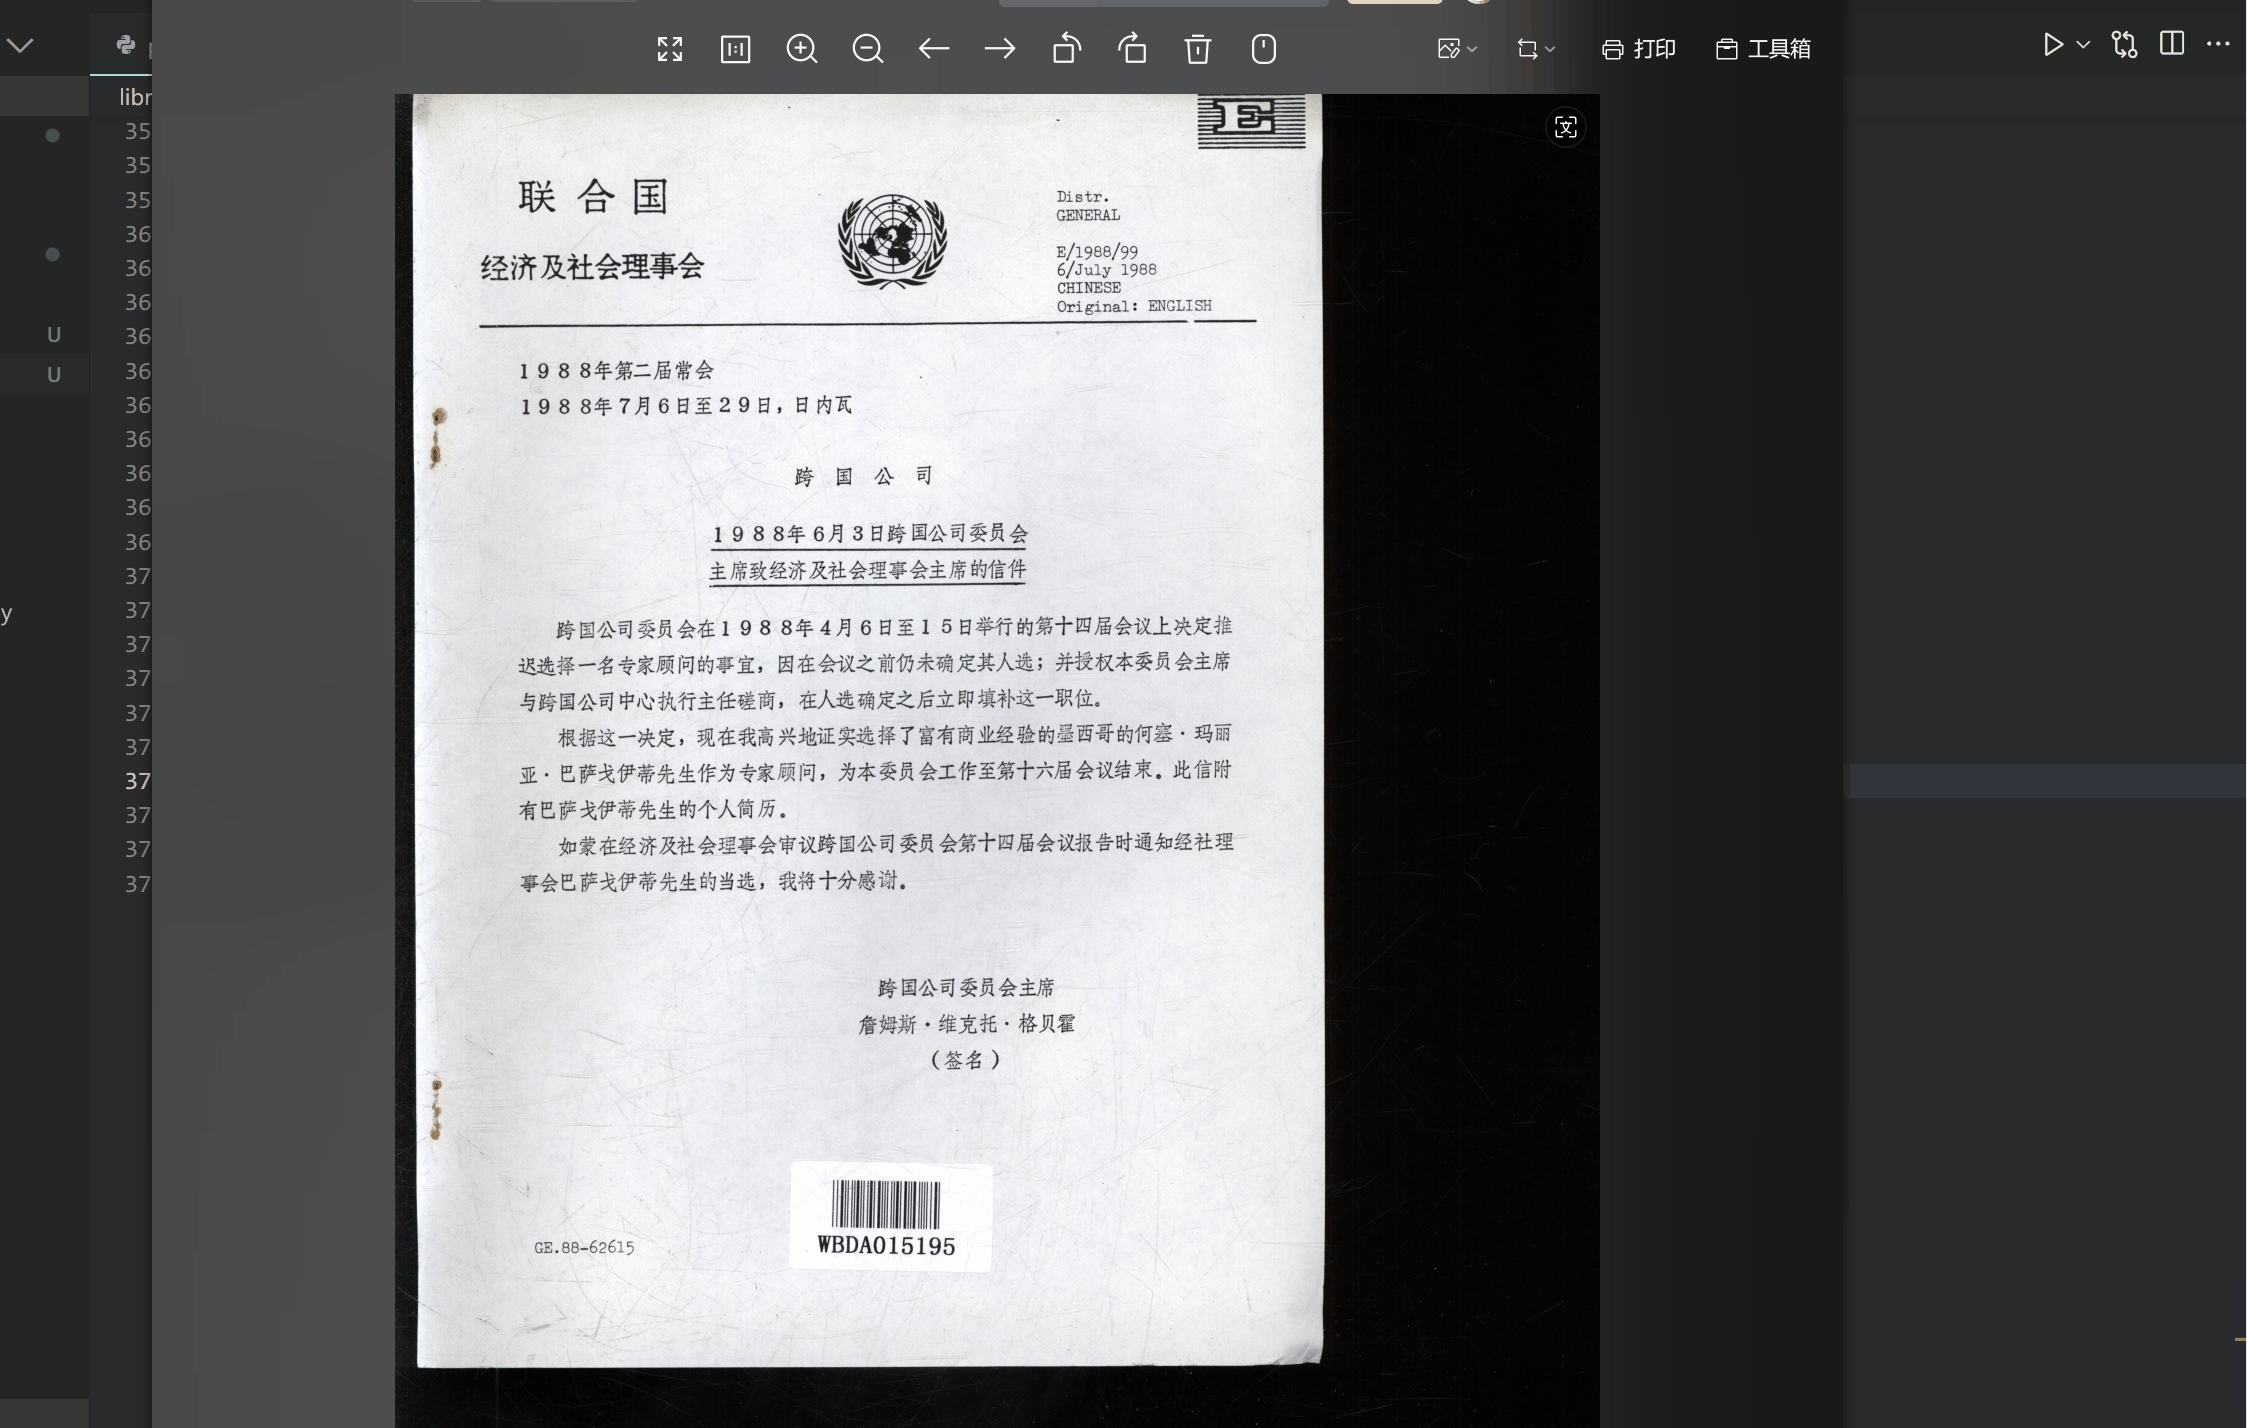 打印
工具箱
libr
35
35
35
36
36
36
36
36
36
36
36
36
36
37
37
37
37
37
37
37
37
37
37
U
U
y
E
联合国
经济及社会理事会
Distr.
GENERAL
E/1988/99
6/July 1988
CHINESE
Original: ENGLISH
1988年第二届常会
1988年7月6日至29日，日内瓦
跨国公司
1988年6月3日跨国公司委员会
主席致经济及社会理事会主席的信件
跨国公司委员会在1988年4月6日至15日举行的第十四届会议上决定推
迟选择一名专家顾问的事宜，因在会议之前仍未确定其人选；并授权本委员会主席
与跨国公司中心执行主任磋商，在人选确定之后立即填补这一职位。
根据这一决定，现在我高兴地证实选择了富有商业经验的墨西哥的何塞·玛丽
亚·巴萨戈伊蒂先生作为专家顾问，为本委员会工作至第十六届会议结束。此信附
有巴萨戈伊蒂先生的个人简历。
如蒙在经济及社会理事会审议跨国公司委员会第十四届会议报告时通知经社理
事会巴萨戈伊蒂先生的当选，我将十分感谢。
跨国公司委员会主席
詹姆斯·维克托·格贝霍
（签名）
WBDA015195
GE.88-62615